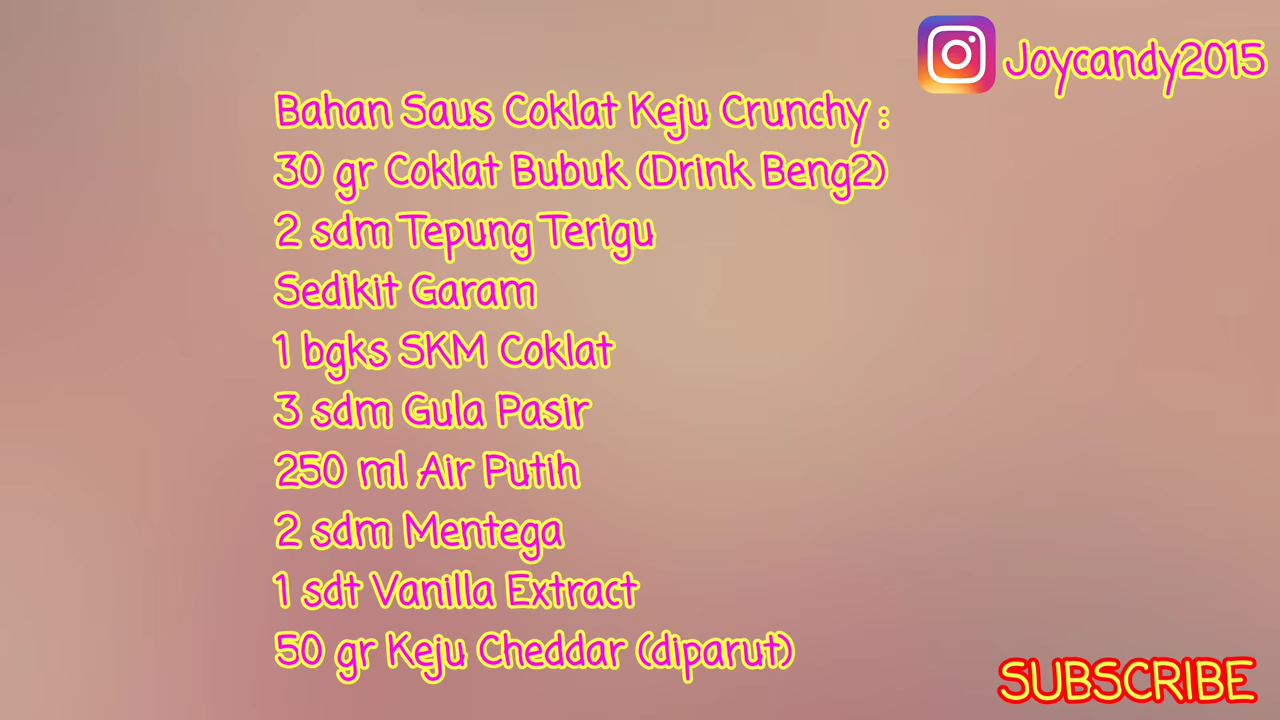 Joycandy2015
Bahan Saus Coklat Keju Crunchy :
30 gr Coklat Bubuk (Drink Beng2)
2 sdm Tepung Terigu
Sedikit Garam
1 bgks SKM Coklat
3 sdm Gula Pasir
250 ml Air Putih
2 sdm Mentega
1 sdt Vanilla Extract
50 gr Keju Cheddar (diparut)
SUBSCRIBE